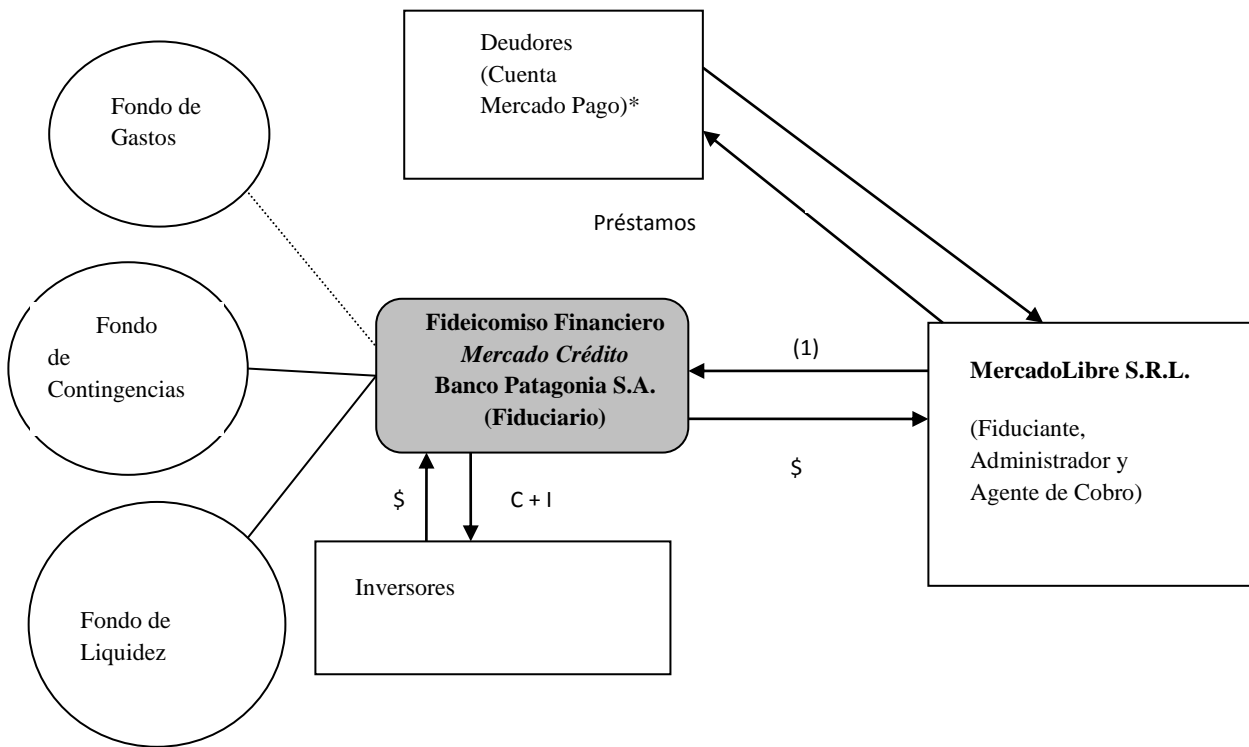 Deudores
(Cuenta
Mercado Pago)*
Fondo de
Gastos
Préstamos
Fondo
de
Contingencias
Fideicomiso Financiero
Mercado Crédito
Banco Patagonia S.A.
(Fiduciario)
(1)
$
MercadoLibre S.R.L.
(Fiduciante,
Administrador y
Agente de Cobro)
$
C + I
Inversores
Fondo de
Liquidez